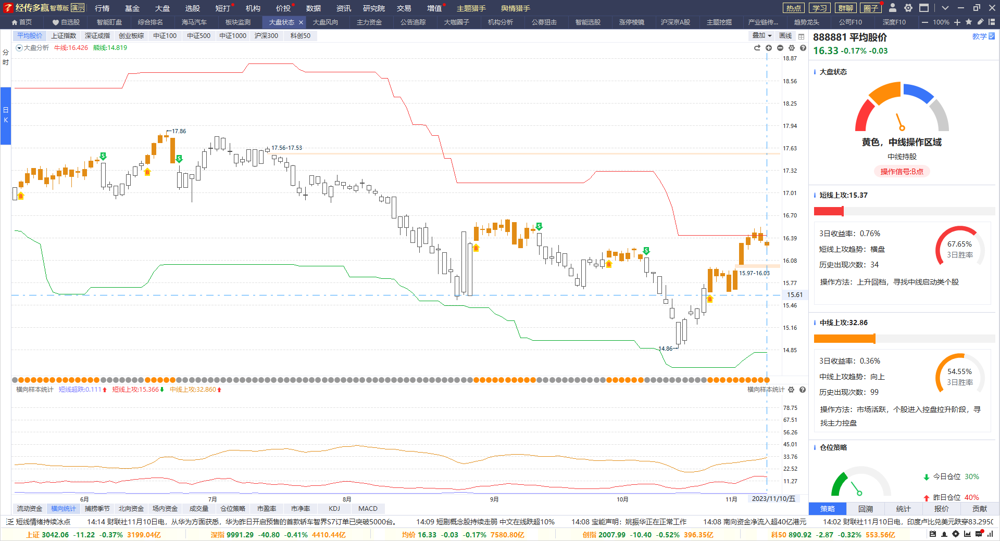 经传多赢 智尊版 演示 行情 基金 大盘 选股 短打 机构 价投 数据 资讯 研究院 交易 增值 主题猎手 舆情猎手 热点 学习 群聊 圈子
首页 自选股 智能盯盘 综合排名 海马汽车 板块监测 大盘状态 大盘风向 主力资金 公告追踪 大咖圈子 机构分析 公募狙击 智能选股 涨停棱镜 沪深京A股 主题挖掘 产业链传... 趋势龙头 公司F10 深度F10 100%
平均股价 上证指数 深证成指 创业板综 中证100 中证500 中证1000 沪深300 科创50 叠加 画线
大盘分析 牛线:16.426 熊线:14.819
分时
日K
18.87
18.56
18.25
17.94
17.63
17.32
17.01
16.70
16.39
16.08
15.77
15.61
15.46
15.16
14.85
17.86
17.56-17.53
15.97-16.03
14.86
S
S
S
S
B
B
B
B
B
横向样本统计 短线超跌:0.111 短线上攻:15.366 中线上攻:32.860 横向样本统计
78.75
67.51
56.26
45.01
33.76
22.52
11.27
6月 7月 8月 9月 10月 11月 2023/11/10/五
流动资金 横向统计 捕捞季节 北向资金 场内资金 成交量 仓位策略 市盈率 市净率 KDJ MACD
888881 平均股价 教学
16.33 -0.17% -0.03
大盘状态
黄色，中线操作区域
中线持股
操作信号:B点
短线上攻:15.37
3日收益率：0.76%
短线上攻趋势：横盘
历史出现次数：34
67.65%
3日胜率
操作方法：上升回档，寻找中线启动类个股
中线上攻:32.86
3日收益率：0.36%
中线上攻趋势：向上
历史出现次数：99
54.55%
3日胜率
操作方法：市场活跃，个股进入控盘拉升阶段，寻
找主力控盘
仓位策略
今日仓位 30%
昨日仓位 40%
策略 回溯 统计 报价 贡献
乏 短线情绪持续冰点 14:14 财联社11月10日电，从华为方面获悉，华为昨日开启预售的首款轿车智界S7订单已突破5000台。 14:09 短剧概念股持续走弱 中文在线跌超10% 14:08 宝能声明：姚振华正在正常工作 14:08 南向资金净流入超40亿港元 14:02 财联社11月10日电，印度卢比兑美元跌穿83.2950
上证 3042.06 -11.22 -0.37% 3199.04亿 深指 9991.29 -40.80 -0.41% 4410.44亿 均价 16.33 -0.03 -0.17% 7580.80亿 创指 2007.99 -10.40 -0.52% 396.35亿 科50 890.92 -2.87 -0.32% 553.56亿